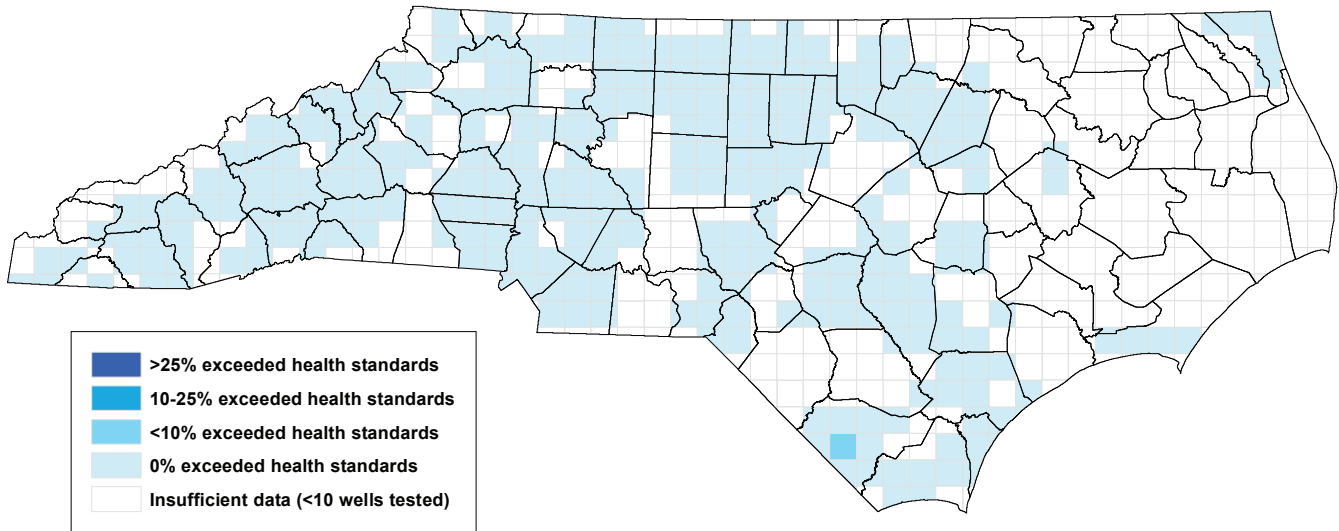 >25% exceeded health standards
10-25% exceeded health standards
<10% exceeded health standards
0% exceeded health standards
Insufficient data (<10 wells tested)